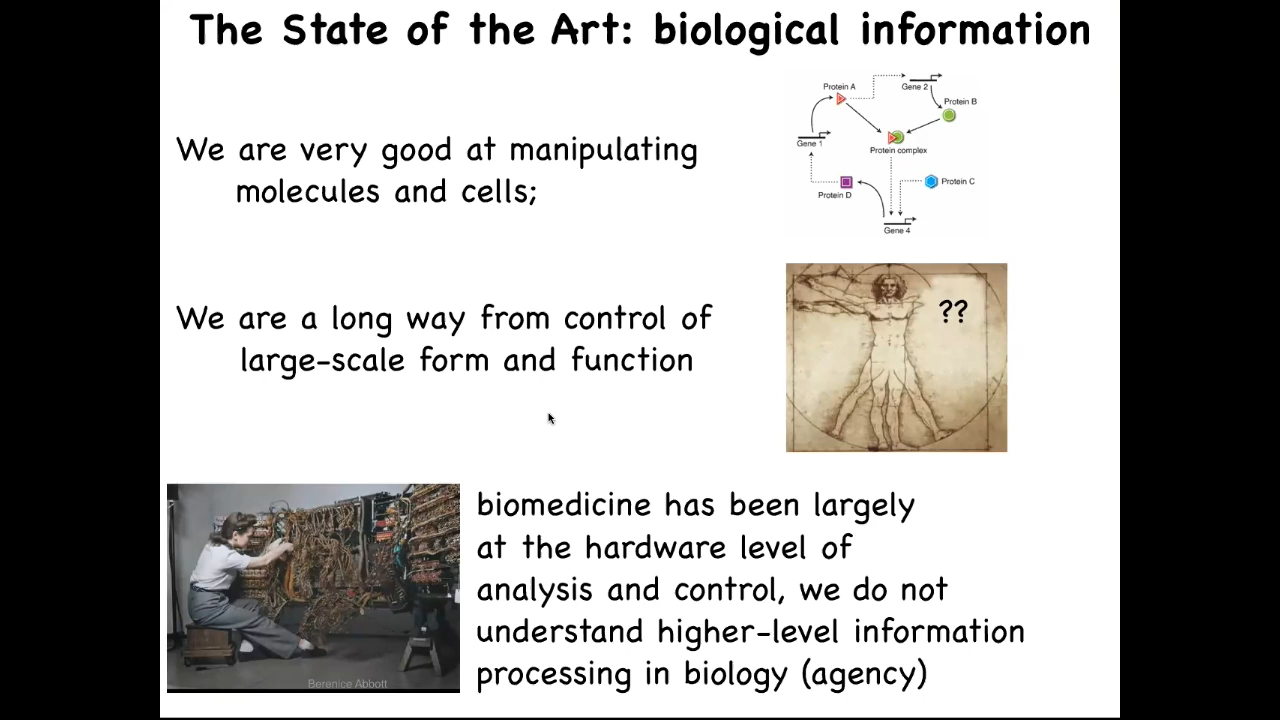 The State of the Art: biological information
We are very good at manipulating
molecules and cells;
Protein A
Gene 2
Protein B
Gene 1
Protein complex
Protein D
Protein C
Gene 4
We are a long way from control of
large-scale form and function
??
biomedicine has been largely
at the hardware level of
analysis and control, we do not
understand higher-level information
processing in biology (agency)
Berenice Abbott